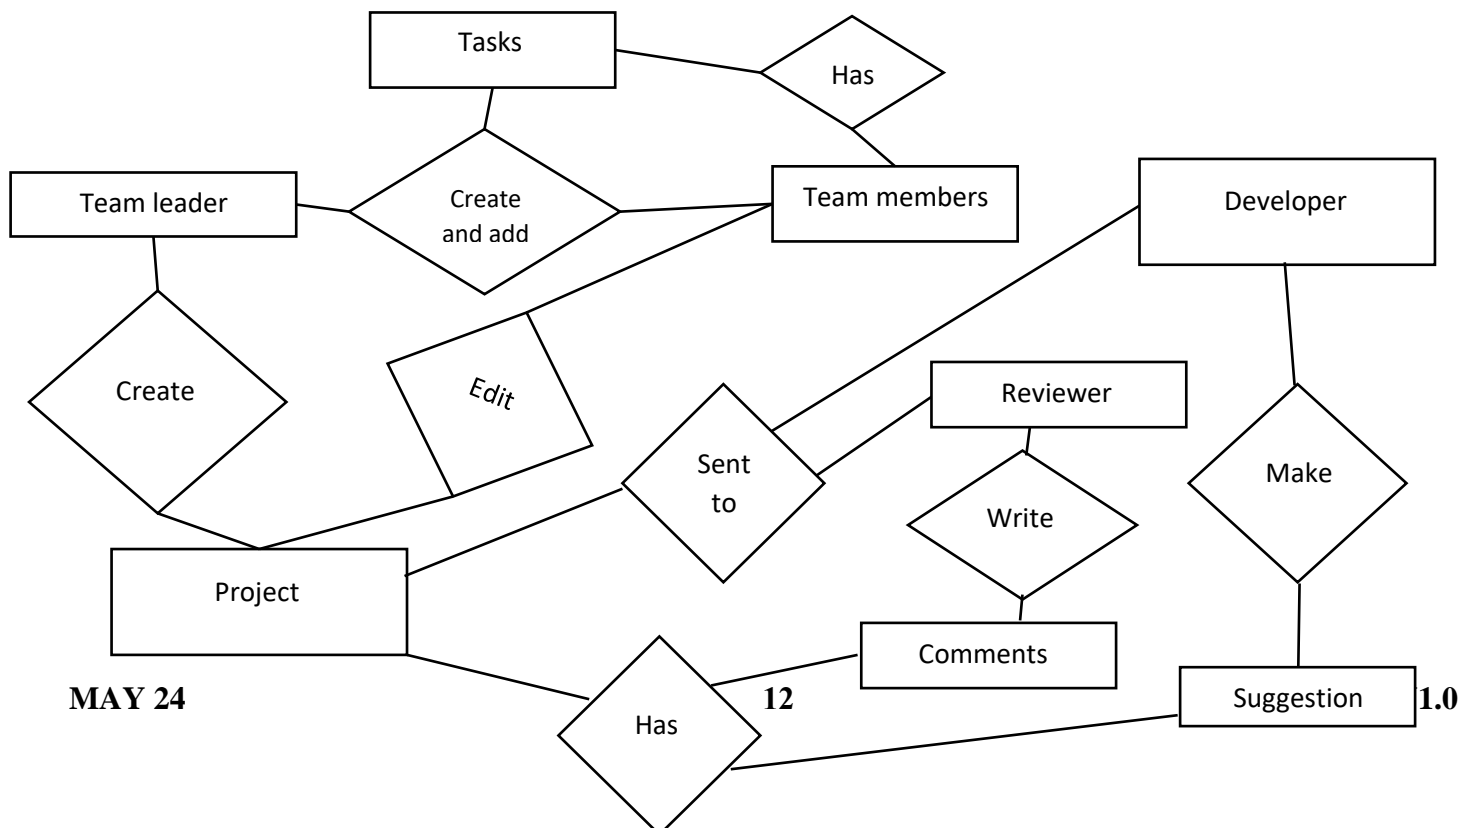 Tasks
Has
Team leader
Create
and add
Team members
Developer
Create
Edit
Reviewer
Sent
to
Write
Make
Project
Comments
MAY 24
12
Suggestion
1.0
Has